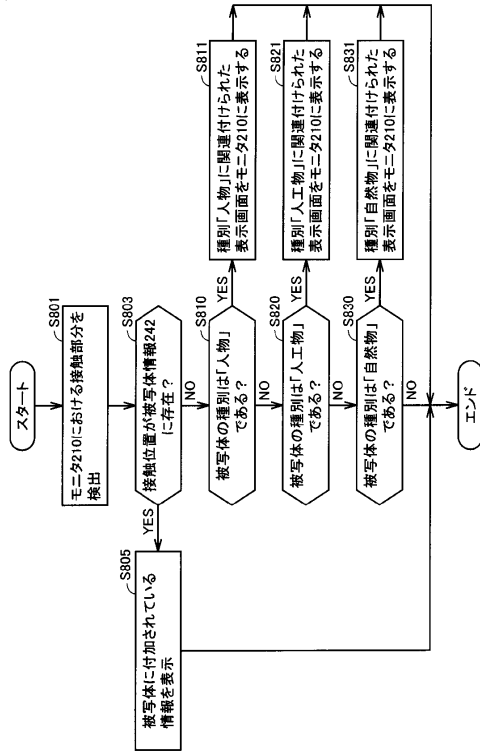 スタート
S801
モニタ210における接触部分を
検出
S803
接触位置が被写体情報242
に存在？
YES
NO
S805
被写体に付加されている
情報を表示
S810
被写体の種別は「人物」
である？
YES
NO
S811
種別「人物」に関連付けられた
表示画面をモニタ210に表示する
S820
被写体の種別は「人工物」
である？
YES
NO
S821
種別「人工物」に関連付けられた
表示画面をモニタ210に表示する
S830
被写体の種別は「自然物」
である？
YES
NO
S831
種別「自然物」に関連付けられた
表示画面をモニタ210に表示する
エンド